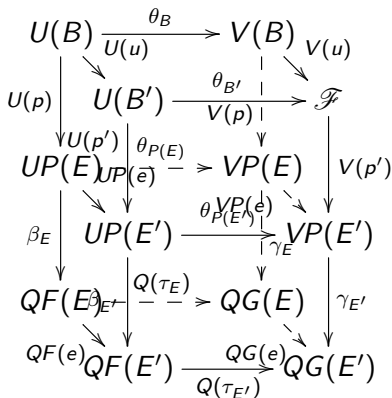 θ_B
U(B) V(B)
U(u) V(u)
U(p) θ_{B'}
U(B') ℱ
V(p)
U(p') θ_{P(E)}
UP(E) UP(e) VP(E) V(p')
VP(e)
θ_{P(E')}
β_E UP(E') γ_E VP(E')
Q(τ_E)
QF(E) β_{E'} QG(E) γ_{E'}
QF(e) QF(E') QG(e) QG(E')
Q(τ_{E'})